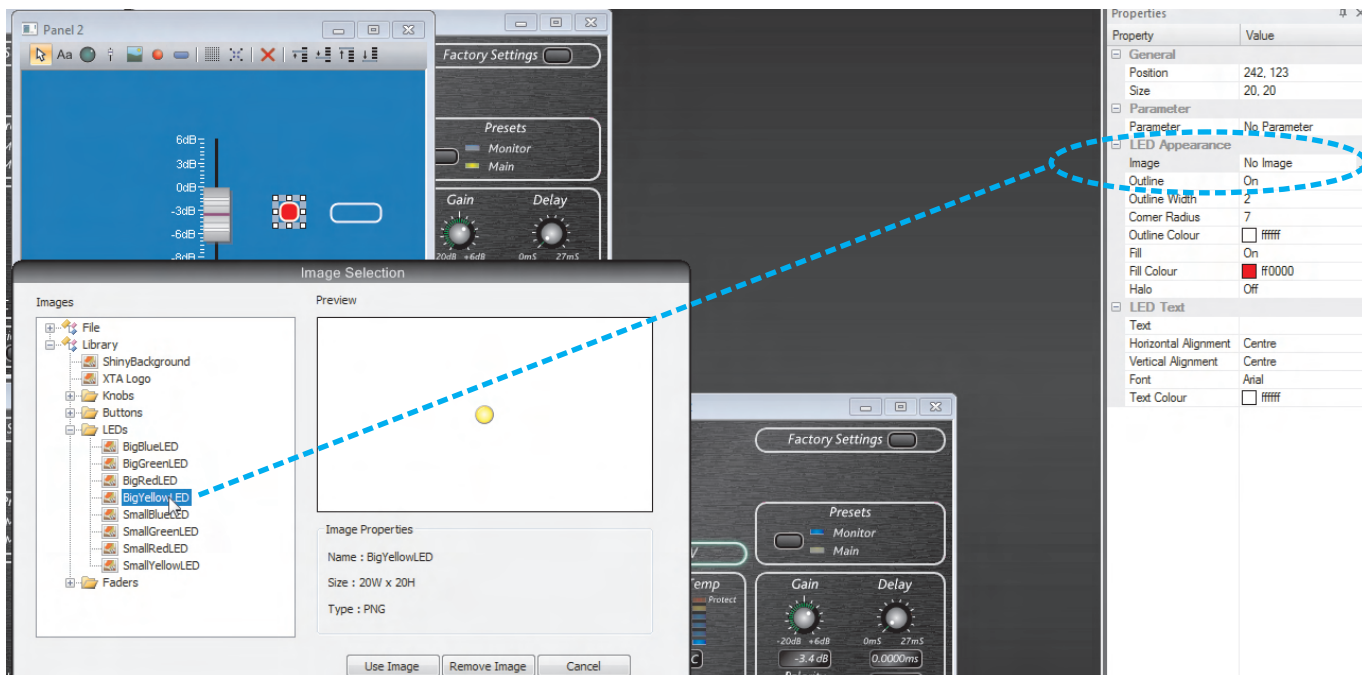 Panel 2
Aa
Factory Settings
6dB
3dB
0dB
-3dB
-6dB
-8dB
Presets
Monitor
Main
Gain Delay
-20dB +6dB 0mS 27mS
Image Selection
Images
File
Library
ShinyBackground
XTA Logo
Knobs
Buttons
LEDs
BigBlueLED
BigGreenLED
BigRedLED
BigYellowLED
SmallBlueLED
SmallGreenLED
SmallRedLED
SmallYellowLED
Faders
Preview
Image Properties
Name : BigYellowLED
Size : 20W x 20H
Type : PNG
Use Image Remove Image Cancel
Factory Settings
Presets
Monitor
Main
Temp
Protect
Gain Delay
-20dB +6dB 0mS 27mS
-3.4 dB 0.0000ms
Properties
Property Value
General
Position 242, 123
Size 20, 20
Parameter
Parameter No Parameter
LED Appearance
Image No Image
Outline On
Outline Width 2
Corner Radius 7
Outline Colour ffffff
Fill On
Fill Colour ff0000
Halo Off
LED Text
Text
Horizontal Alignment Centre
Vertical Alignment Centre
Font Arial
Text Colour ffffff